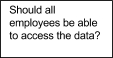 Should all
employees be able
to access the data?